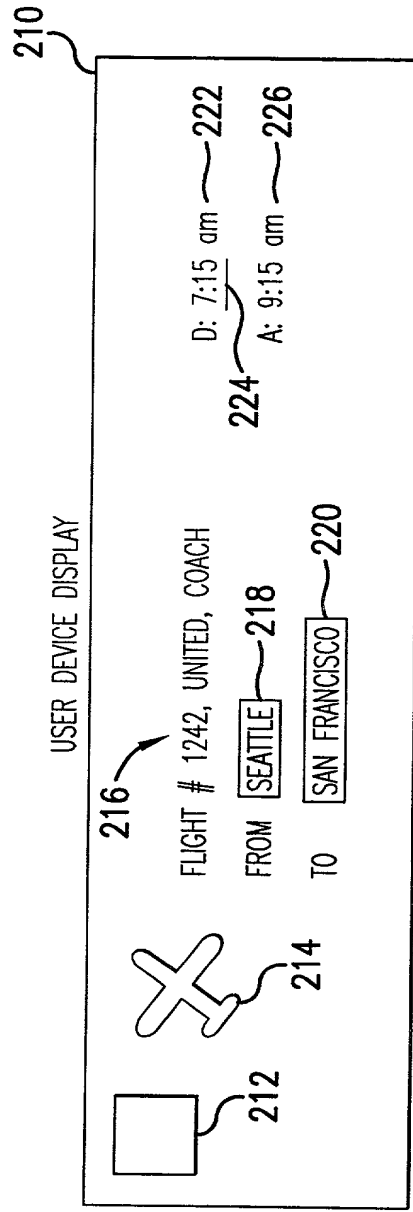 210
USER DEVICE DISPLAY
216
FLIGHT # 1242, UNITED, COACH
FROM SEATTLE 218
TO SAN FRANCISCO 220
D: 7:15 am 222
224
A: 9:15 am 226
214
212